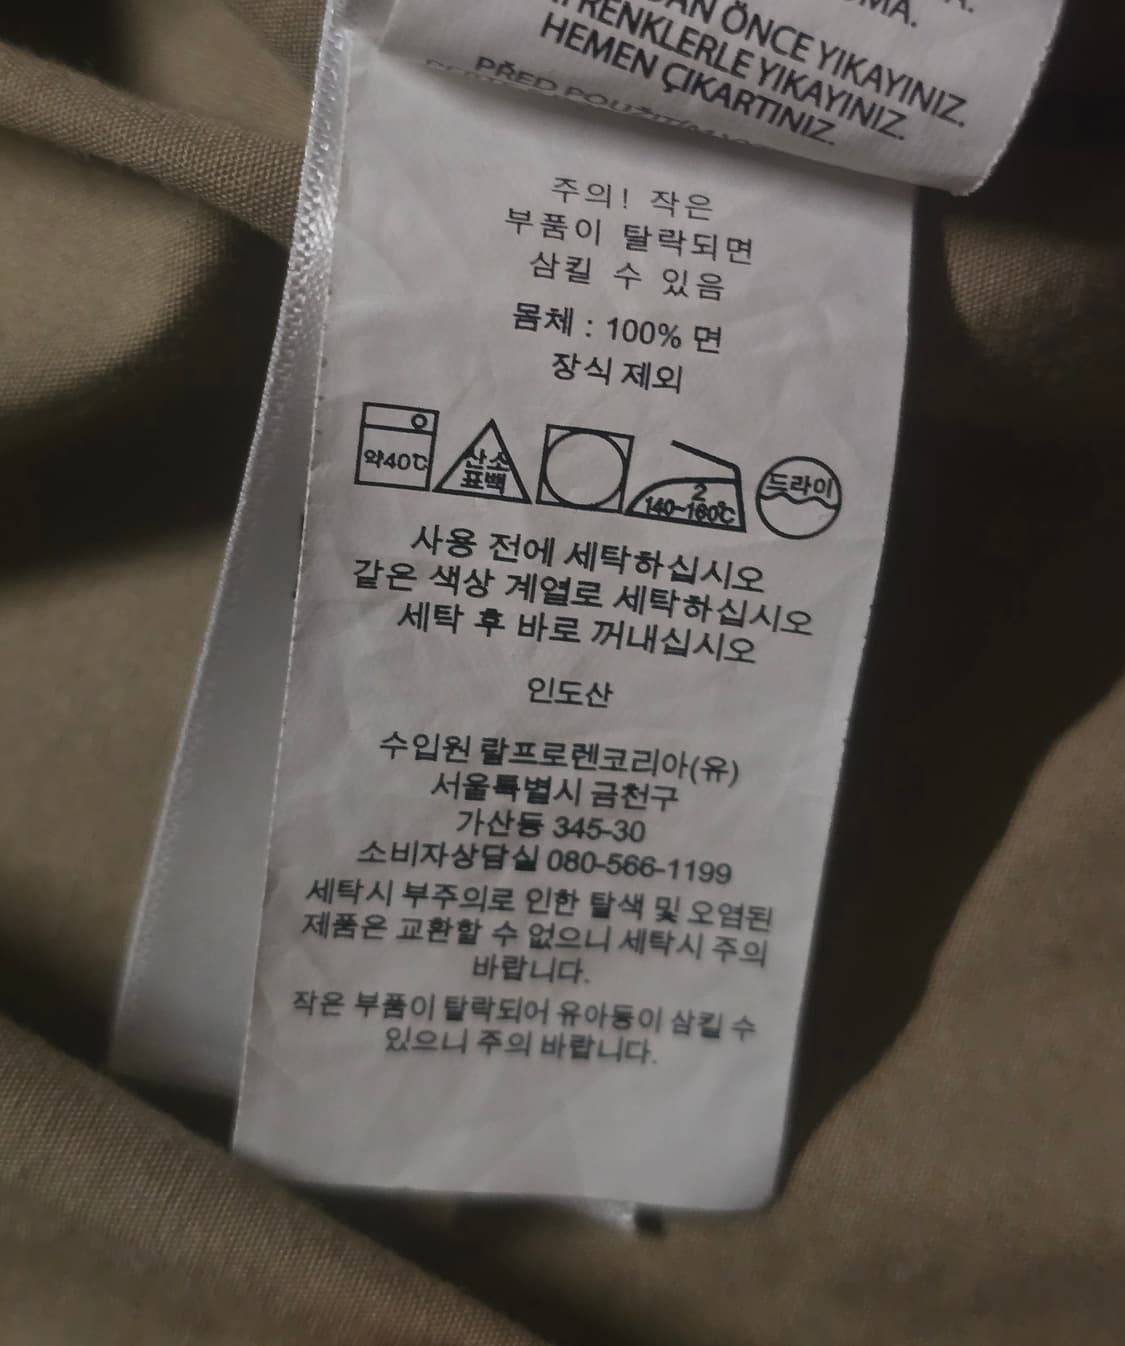 ÖNCE YIKAYINIZ.
RENKLERLE YIKAYINIZ.
HEMEN ÇIKARTINIZ.
PŘED POUŽITÍM
주의! 작은
부품이 탈락되면
삼킬 수 있음
몸체 : 100% 면
장식 제외
약40℃
산소
표백
2
140~160℃
드라이
사용 전에 세탁하십시오
같은 색상 계열로 세탁하십시오
세탁 후 바로 꺼내십시오
인도산
수입원 랄프로렌코리아(유)
서울특별시 금천구
가산동 345-30
소비자상담실 080-566-1199
세탁시 부주의로 인한 탈색 및 오염된
제품은 교환할 수 없으니 세탁시 주의
바랍니다.
작은 부품이 탈락되어 유아동이 삼킬 수
있으니 주의 바랍니다.